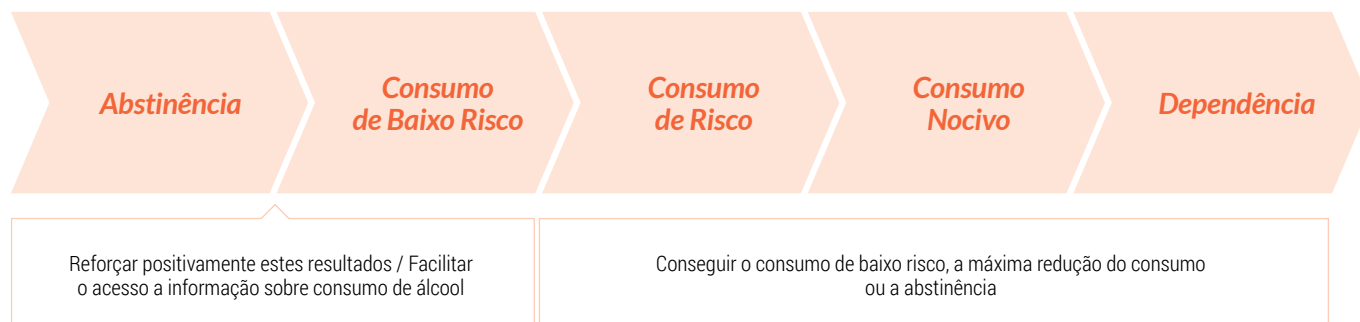 Abstinência
Consumo
de Baixo Risco
Consumo
de Risco
Consumo
Nocivo
Dependência
Reforçar positivamente estes resultados / Facilitar
o acesso a informação sobre consumo de álcool
Conseguir o consumo de baixo risco, a máxima redução do consumo
ou a abstinência